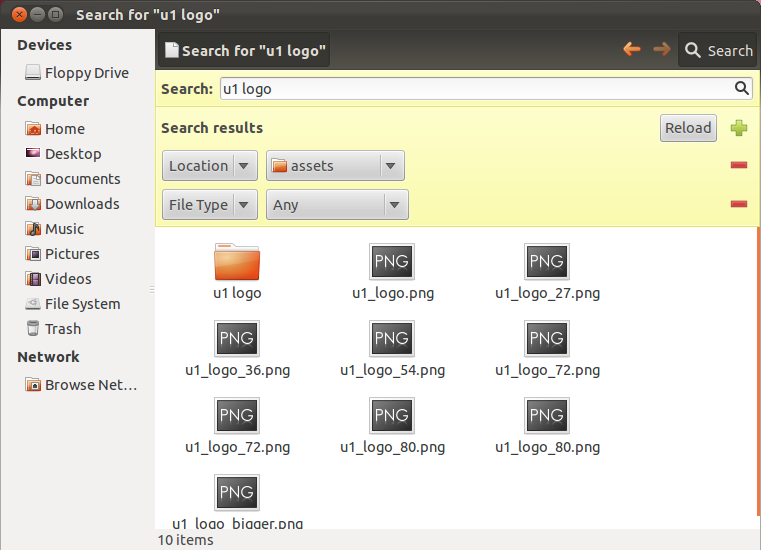 Search for "u1 logo"
Devices
Floppy Drive
Computer
Home
Desktop
Documents
Downloads
Music
Pictures
Videos
File System
Trash
Network
Browse Net...
Search for "u1 logo"
Search
Search: u1 logo
Search results
Reload
Location
assets
File Type
Any
u1 logo
PNG
u1_logo.png
PNG
u1_logo_27.png
PNG
u1_logo_36.png
PNG
u1_logo_54.png
PNG
u1_logo_72.png
PNG
u1_logo_72.png
PNG
u1_logo_80.png
PNG
u1_logo_80.png
PNG
u1_logo_bigger.png
10 items